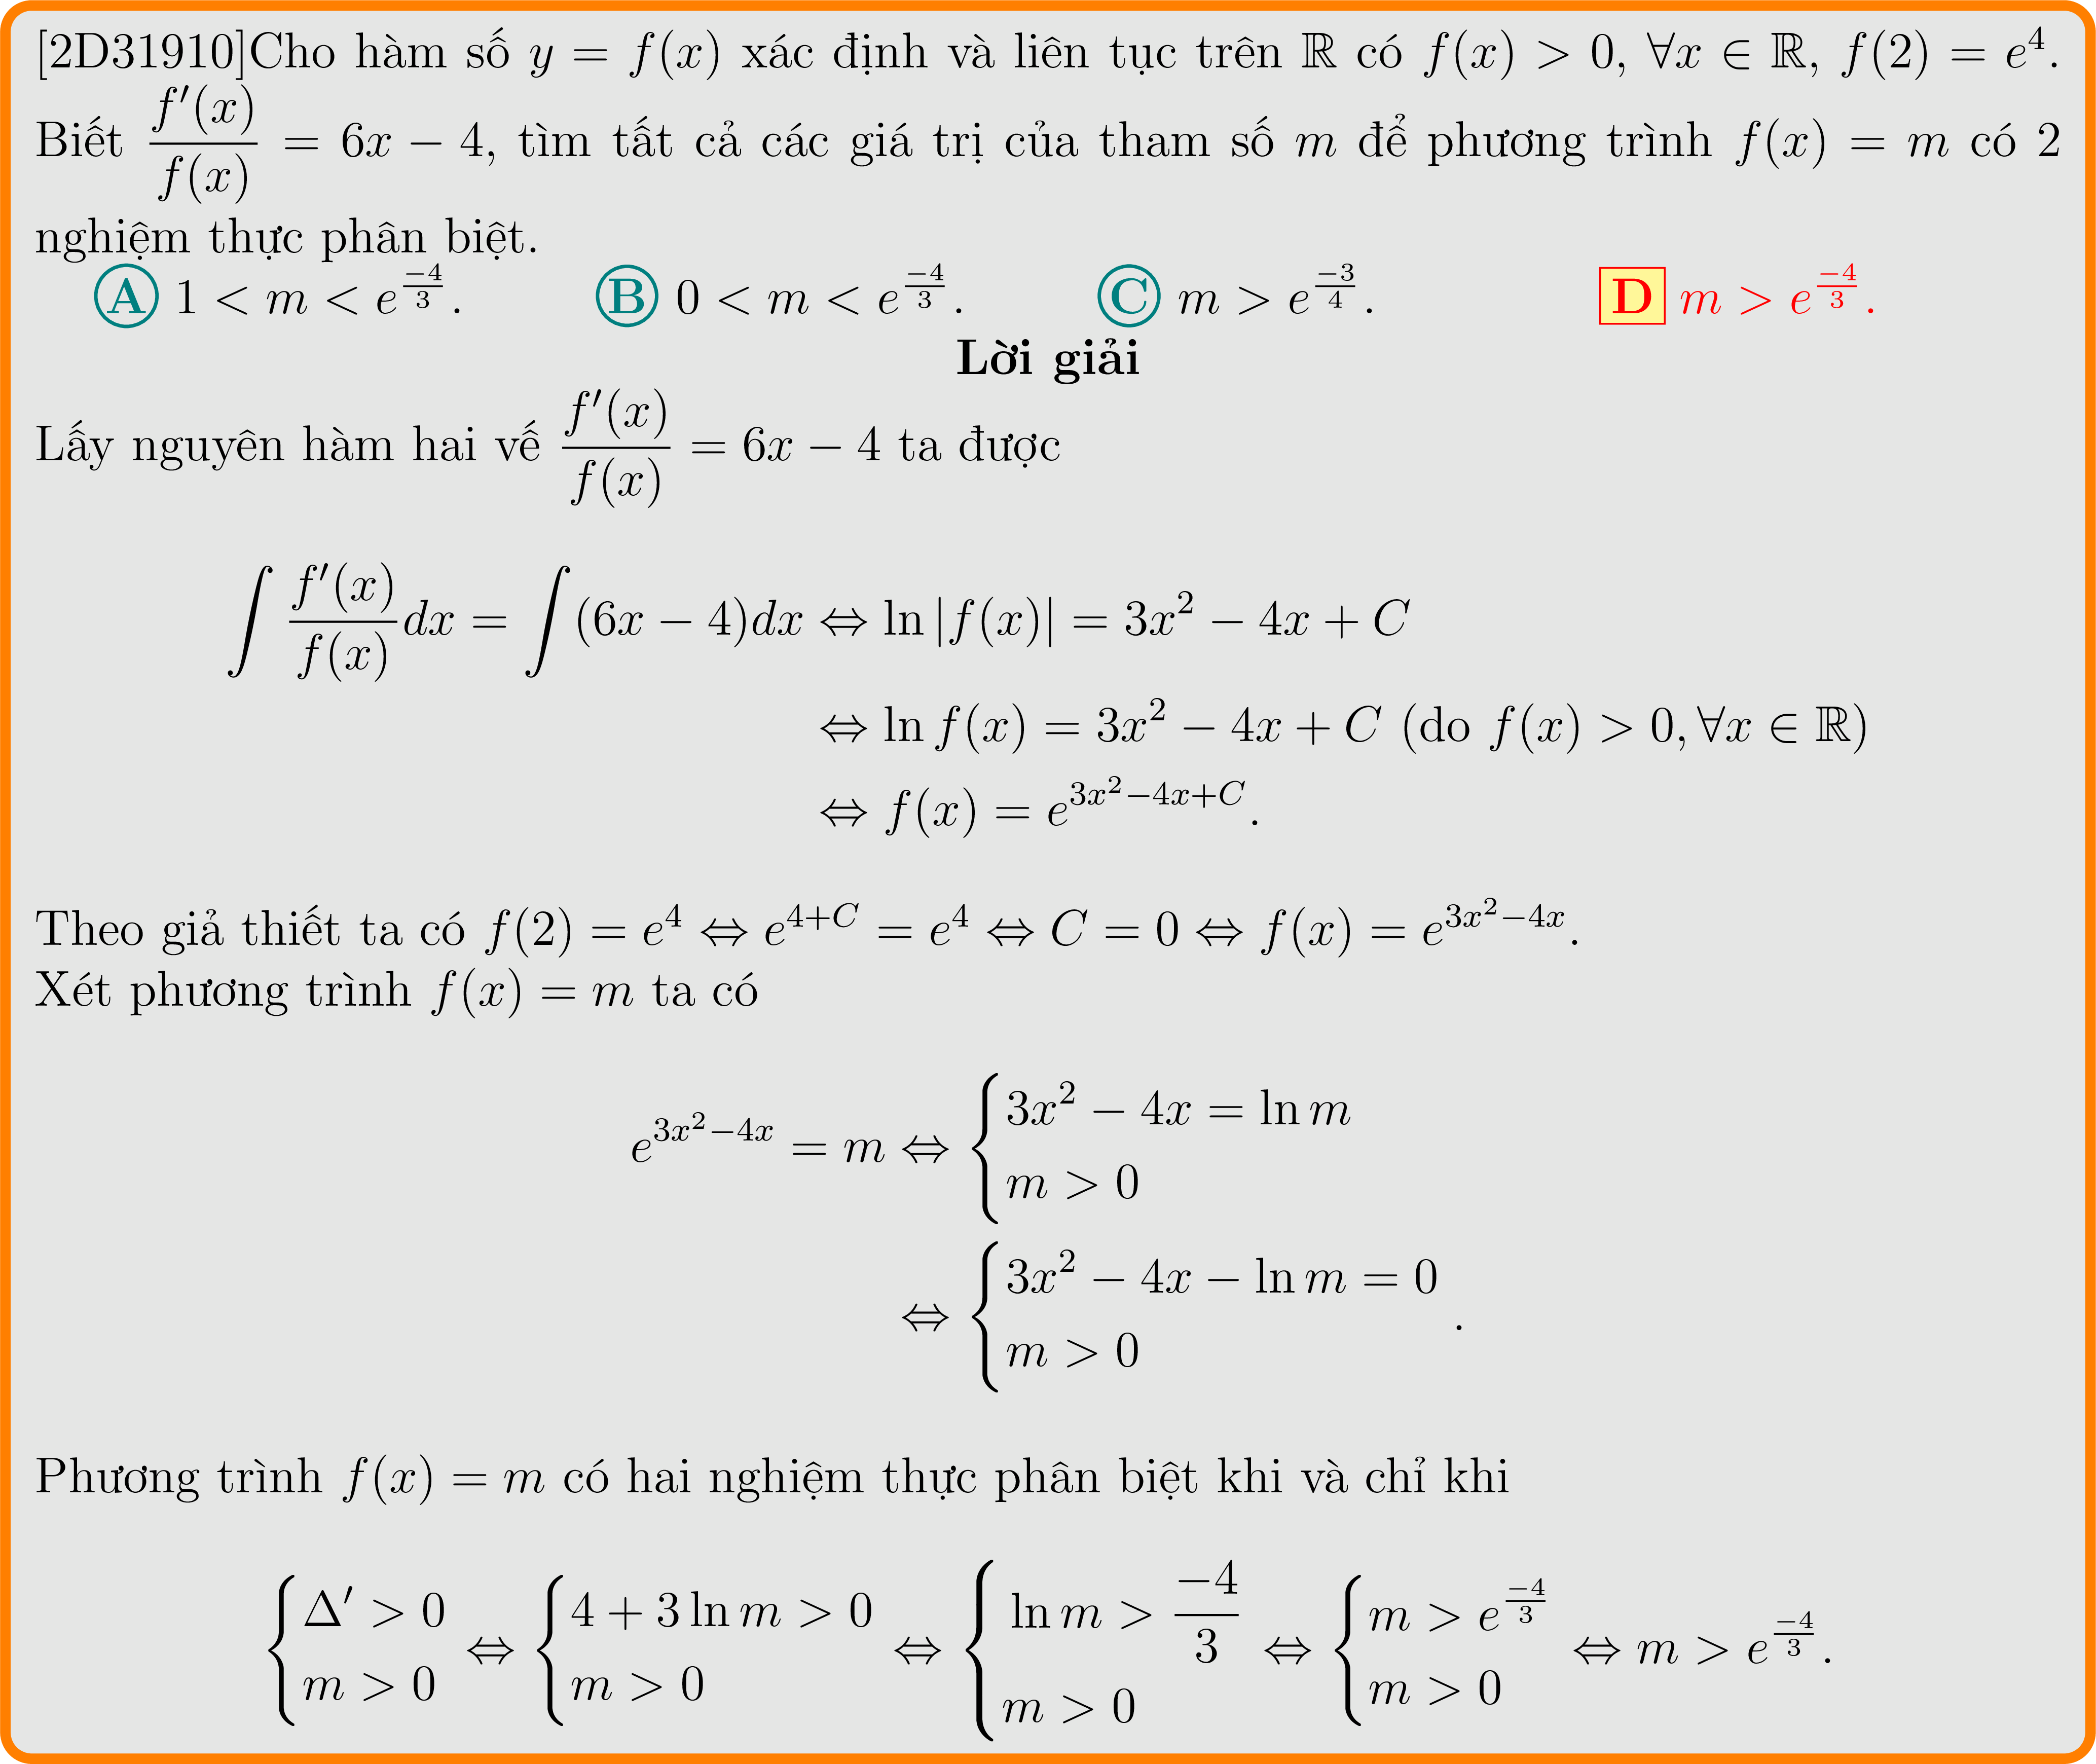 [2D31910]Cho hàm số $y = f(x)$ xác định và liên tục trên $\mathbb{R}$ có $f(x) > 0$, $\forall x \in \mathbb{R}$, $f(2) = e^4$.
Biết $\dfrac{f'(x)}{f(x)} = 6x - 4$, tìm tất cả các giá trị của tham số $m$ để phương trình $f(x) = m$ có 2
nghiệm thực phân biệt.
A $1 < m < e^{\frac{-4}{3}}$. B $0 < m < e^{\frac{-4}{3}}$. C $m > e^{\frac{-3}{4}}$. D $m > e^{\frac{-4}{3}}$.
Lời giải
Lấy nguyên hàm hai vế $\dfrac{f'(x)}{f(x)} = 6x - 4$ ta được
$\displaystyle\int \dfrac{f'(x)}{f(x)}dx = \int (6x - 4)dx \Leftrightarrow \ln|f(x)| = 3x^2 - 4x + C$
$\Leftrightarrow \ln f(x) = 3x^2 - 4x + C$ (do $f(x) > 0, \forall x \in \mathbb{R}$)
$\Leftrightarrow f(x) = e^{3x^2-4x+C}$.
Theo giả thiết ta có $f(2) = e^4 \Leftrightarrow e^{4+C} = e^4 \Leftrightarrow C = 0 \Leftrightarrow f(x) = e^{3x^2-4x}$.
Xét phương trình $f(x) = m$ ta có
$e^{3x^2-4x} = m \Leftrightarrow \begin{cases} 3x^2 - 4x = \ln m \\ m > 0 \end{cases}$
$\Leftrightarrow \begin{cases} 3x^2 - 4x - \ln m = 0 \\ m > 0 \end{cases}$.
Phương trình $f(x) = m$ có hai nghiệm thực phân biệt khi và chỉ khi
$\begin{cases} \Delta' > 0 \\ m > 0 \end{cases} \Leftrightarrow \begin{cases} 4 + 3\ln m > 0 \\ m > 0 \end{cases} \Leftrightarrow \begin{cases} \ln m > \dfrac{-4}{3} \\ m > 0 \end{cases} \Leftrightarrow \begin{cases} m > e^{\frac{-4}{3}} \\ m > 0 \end{cases} \Leftrightarrow m > e^{\frac{-4}{3}}$.